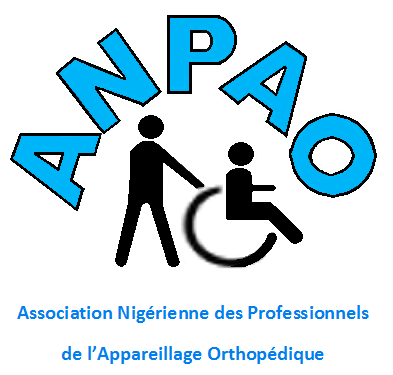 ANPAO
Association Nigérienne des Professionnels
de l’Appareillage Orthopédique